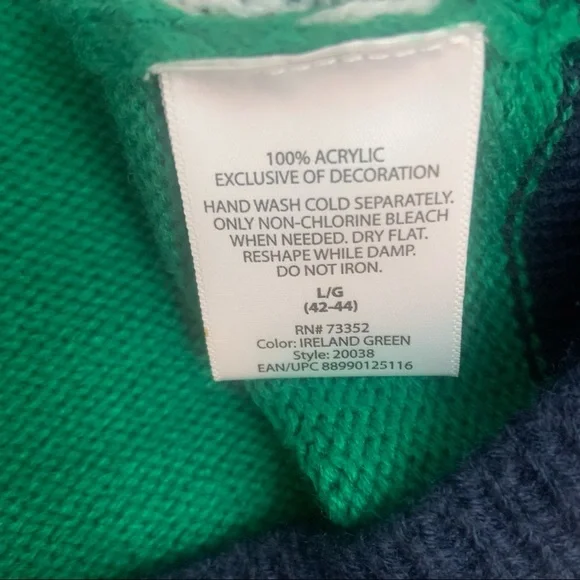 100% ACRYLIC
EXCLUSIVE OF DECORATION
HAND WASH COLD SEPARATELY.
ONLY NON-CHLORINE BLEACH
WHEN NEEDED. DRY FLAT.
RESHAPE WHILE DAMP.
DO NOT IRON.
L/G
(42-44)
RN# 73352
Color: IRELAND GREEN
Style: 20038
EAN/UPC 88990125116